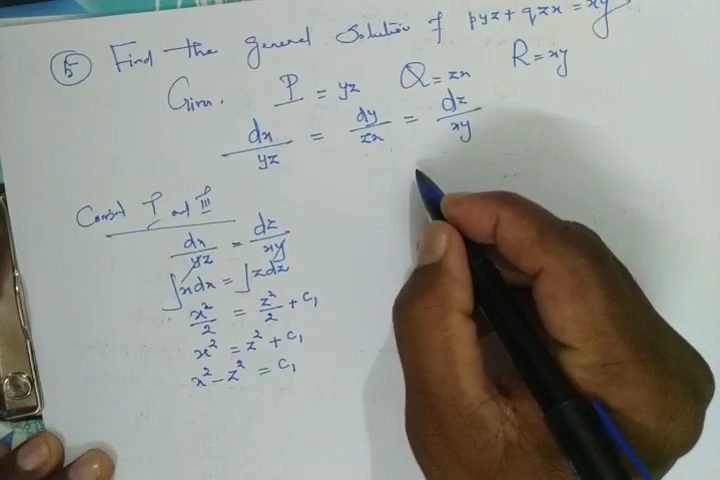 5 Find the general solution of pyz + qzx = xy
Given. P = yz Q = zx R = xy
dx/yz = dy/zx = dz/xy
Consid I and III
dx/yz = dz/xy
∫xdx = ∫zdz
x²/2 = z²/2 + C₁
x² = z² + C₁
x² - z² = C₁